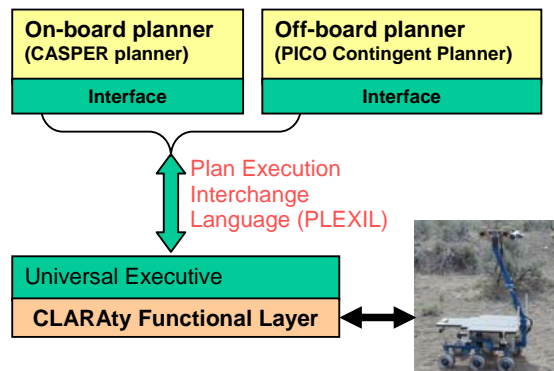 On-board planner
(CASPER planner)
Interface
Off-board planner
(PICO Contingent Planner)
Interface
Plan Execution
Interchange
Language (PLEXIL)
Universal Executive
CLARAty Functional Layer